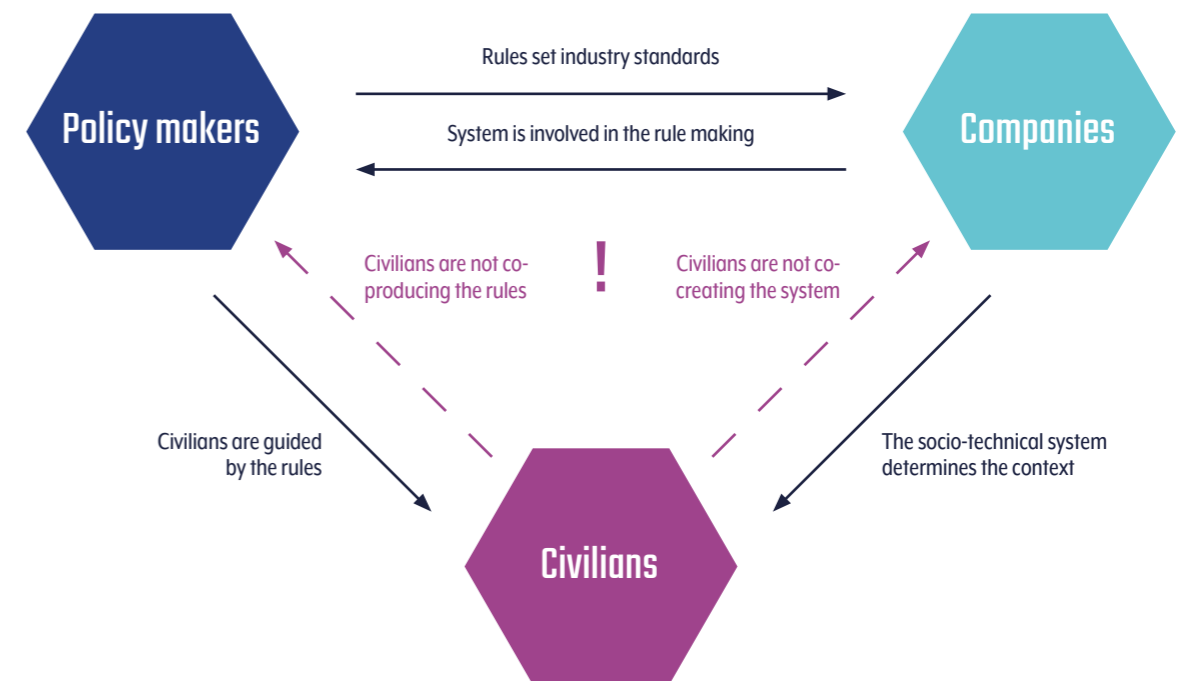 Rules set industry standards
Policy makers
Companies
System is involved in the rule making
Civilians are not co-
producing the rules
!
Civilians are not co-
creating the system
Civilians are guided
by the rules
The socio-technical system
determines the context
Civilians